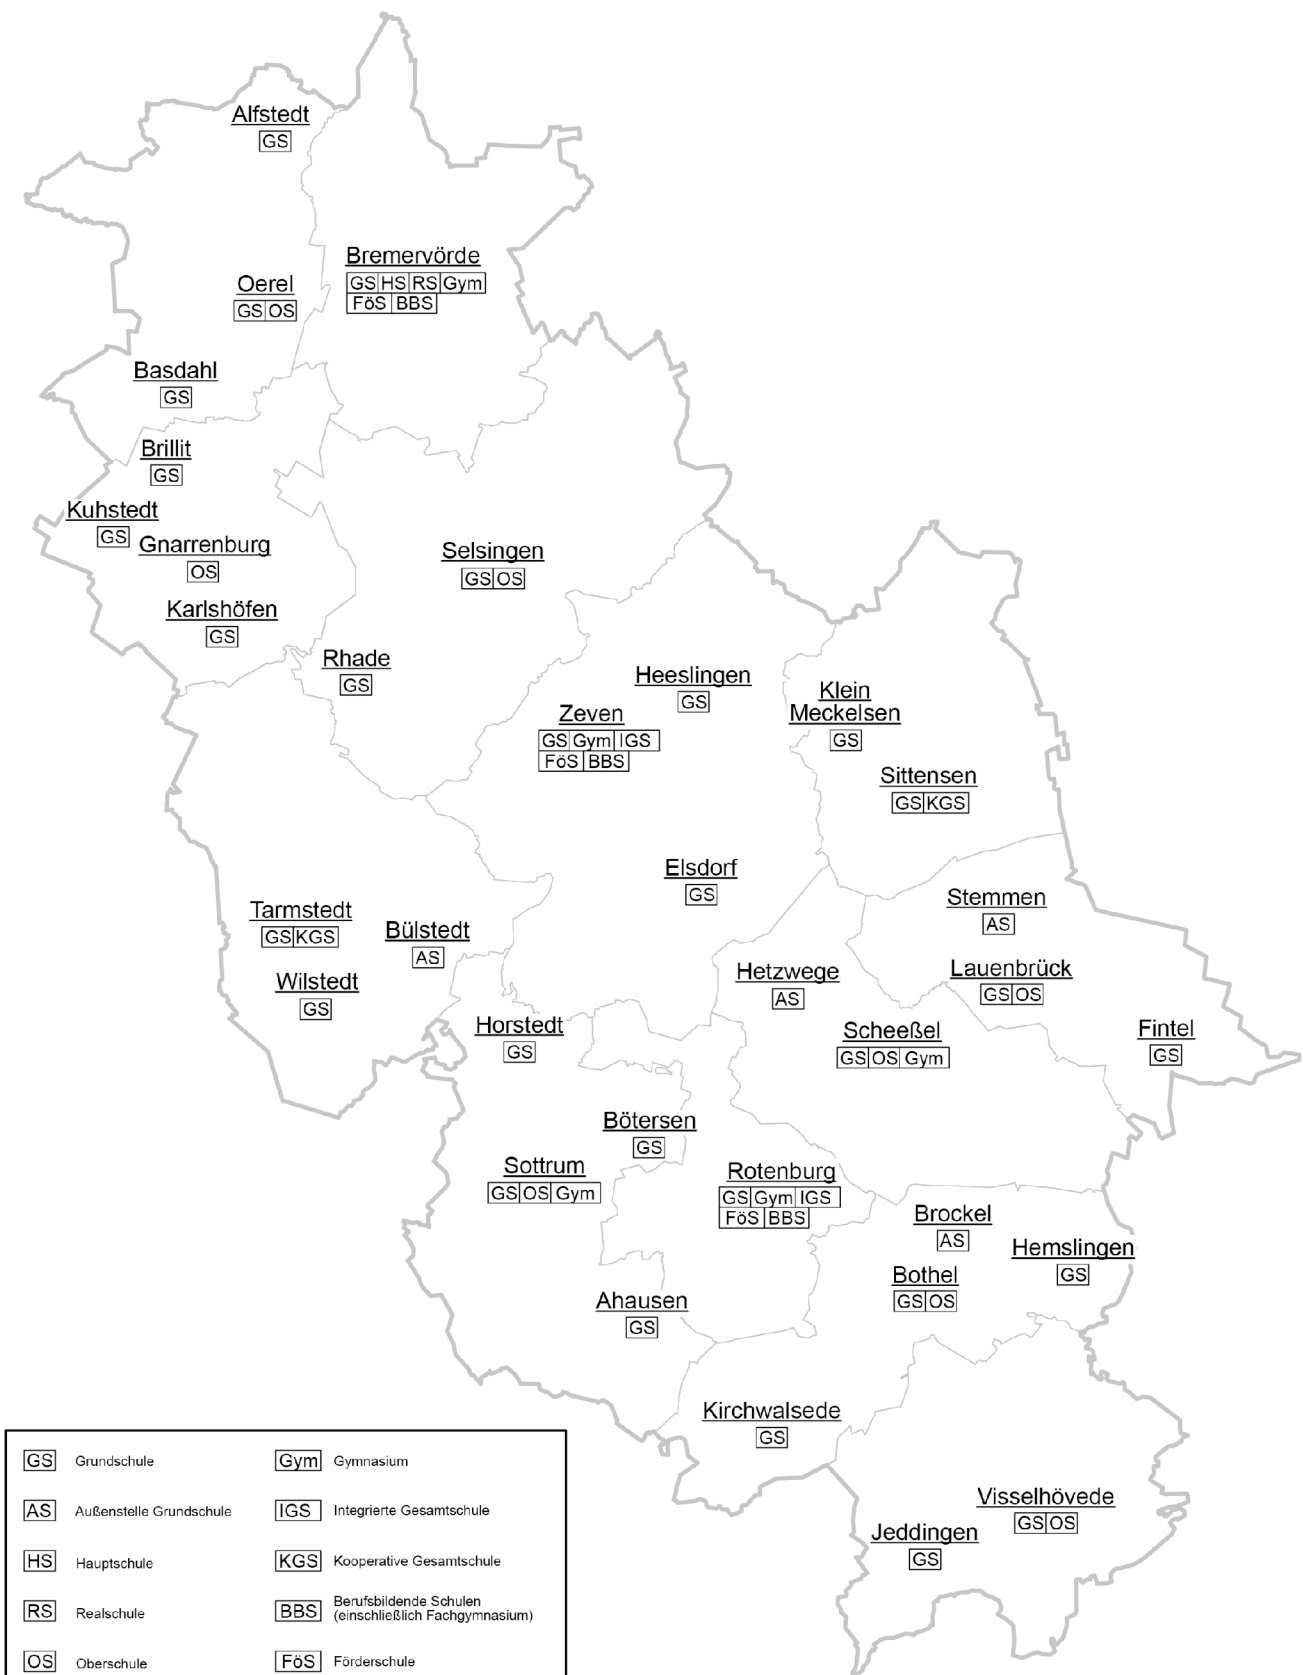 Alfstedt
GS
Bremervörde
GS HS RS Gym
FöS BBS
Oerel
GS OS
Basdahl
GS
Brillit
GS
Kuhstedt
GS
Gnarrenburg
OS
Karlshöfen
GS
Selsingen
GS OS
Rhade
GS
Heeslingen
GS
Zeven
GS Gym IGS
FöS BBS
Klein
Meckelsen
GS
Sittensen
GS KGS
Elsdorf
GS
Tarmstedt
GS KGS
Bülstedt
AS
Wilstedt
GS
Stemmen
AS
Hetzwege
AS
Lauenbrück
GS OS
Horstedt
GS
Scheeßel
GS OS Gym
Fintel
GS
Bötersen
GS
Sottrum
GS OS Gym
Rotenburg
GS Gym IGS
FöS BBS
Brockel
AS
Hemslingen
GS
Bothel
GS OS
Ahausen
GS
Kirchwalsede
GS
Visselhövede
GS OS
Jeddingen
GS
GS Grundschule
AS Außenstelle Grundschule
HS Hauptschule
RS Realschule
OS Oberschule
Gym Gymnasium
IGS Integrierte Gesamtschule
KGS Kooperative Gesamtschule
BBS Berufsbildende Schulen
(einschließlich Fachgymnasium)
FöS Förderschule